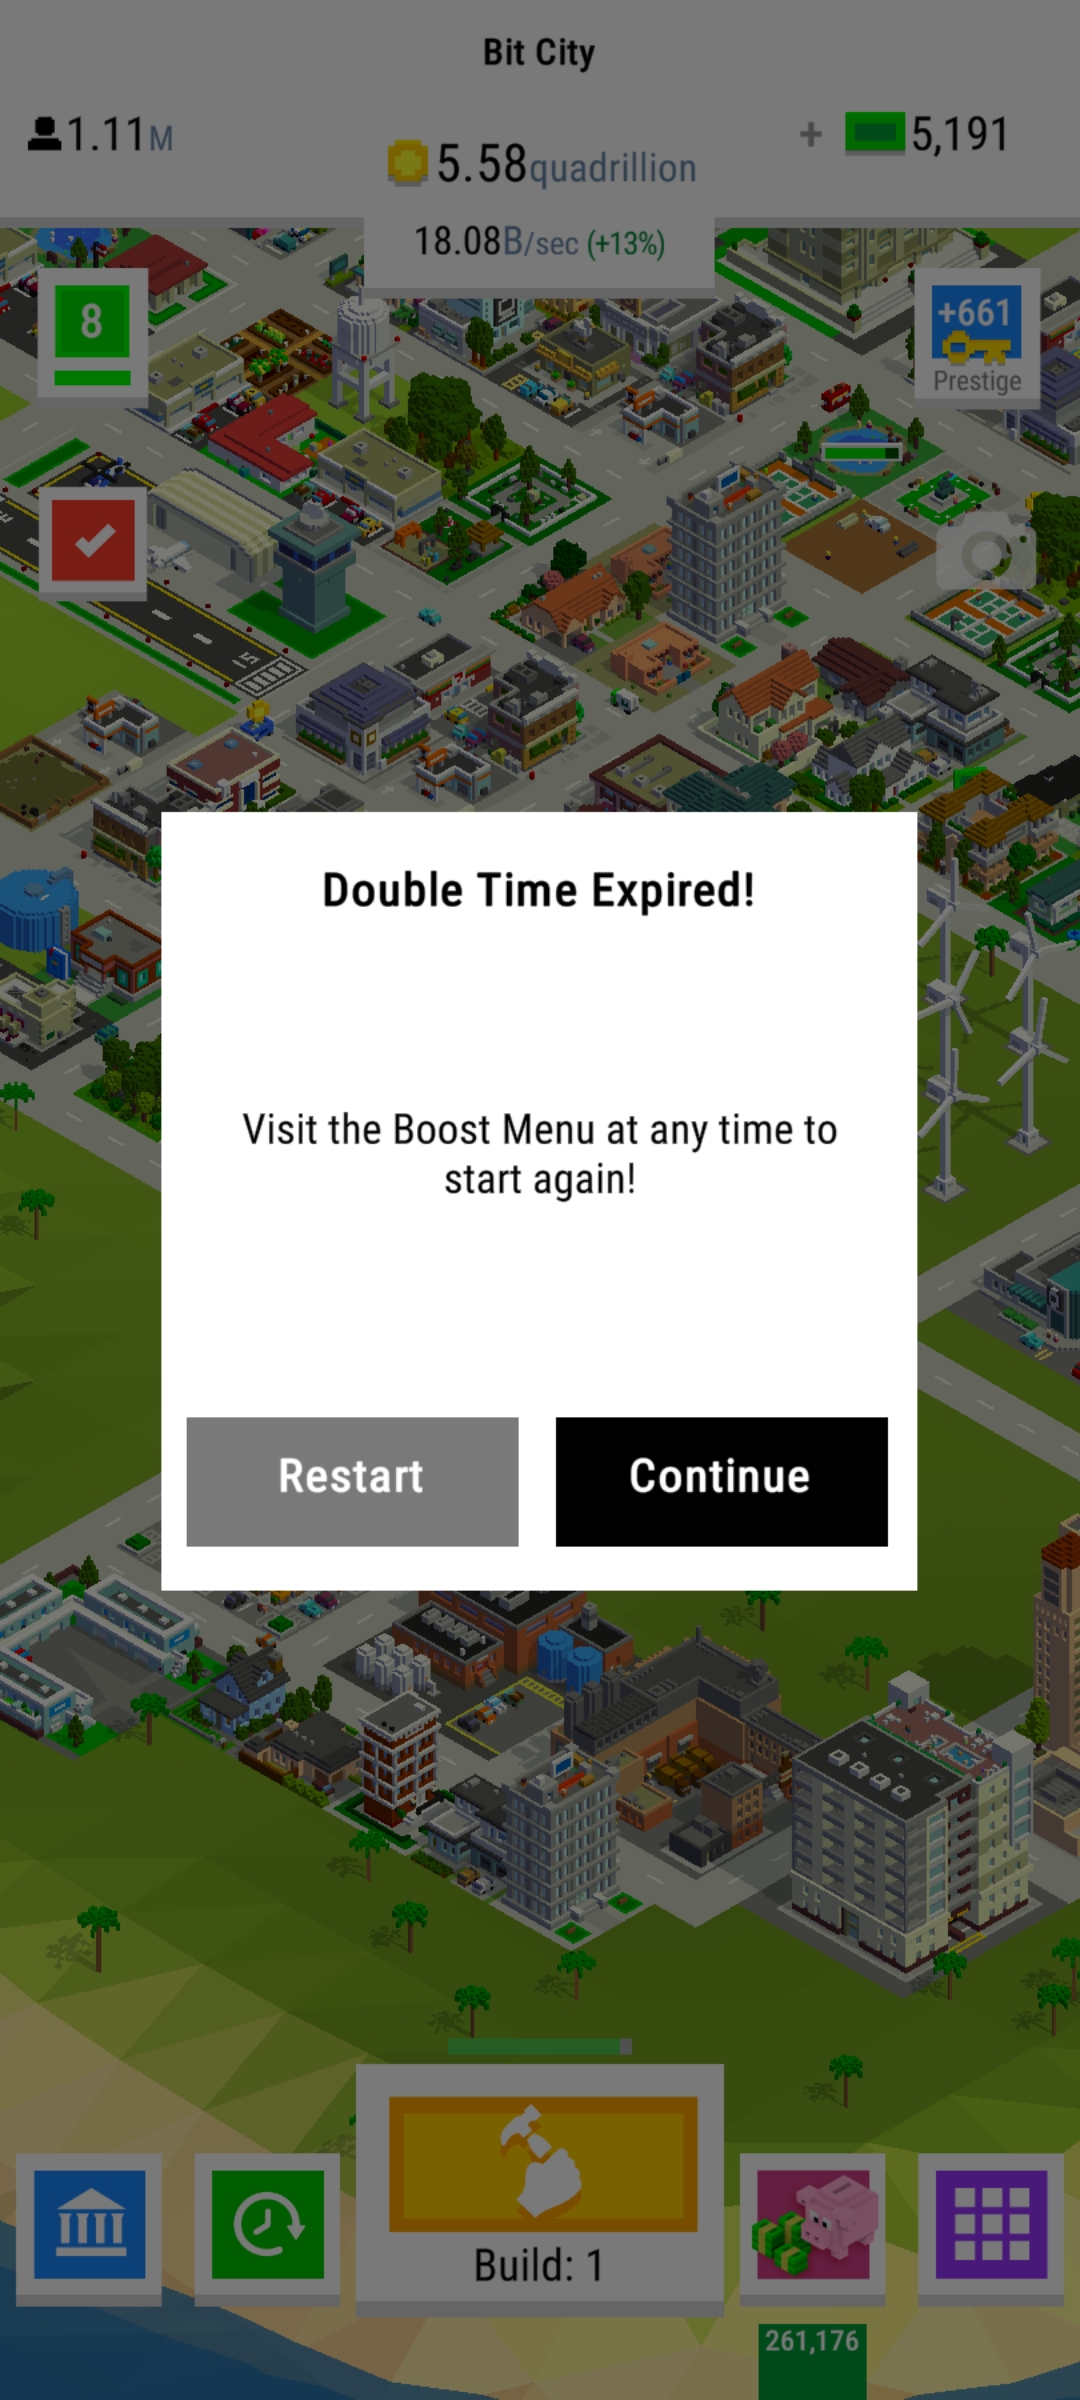 Bit City
1.11M
5.58quadrillion
+ 5,191
18.08B/sec (+13%)
8
+661
Prestige
15
Double Time Expired!
Visit the Boost Menu at any time to
start again!
Restart
Continue
Build: 1
261,176